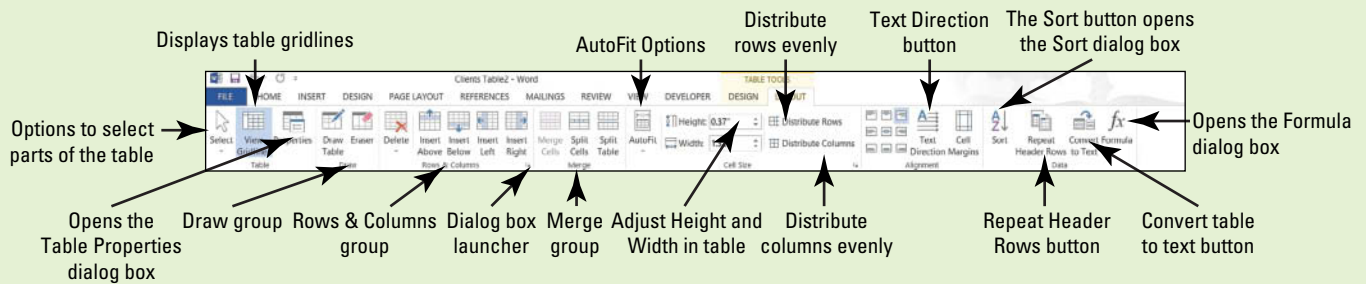 Displays table gridlines
AutoFit Options
Distribute
rows evenly
Text Direction
button
The Sort button opens
the Sort dialog box
Clients Table2 - Word
TABLE TOOLS
FILE HOME INSERT DESIGN PAGE LAYOUT REFERENCES MAILINGS REVIEW VIEW DEVELOPER DESIGN LAYOUT
Options to select
parts of the table
Select
View
Gridlines
Properties
Draw
Table
Eraser
Delete
Insert
Above
Insert
Below
Insert
Left
Insert
Right
Merge
Cells
Split
Cells
Split
Table
AutoFit
Height: 0.37"
Width:
Distribute Rows
Distribute Columns
Text
Direction
Cell
Margins
Sort
Repeat
Header Rows
Convert
to Text
Formula
Table
Draw
Rows & Columns
Merge
Cell Size
Alignment
Data
Opens the Formula
dialog box
Opens the
Table Properties
dialog box
Draw group
Rows & Columns
group
Dialog box
launcher
Merge
group
Adjust Height and
Width in table
Distribute
columns evenly
Repeat Header
Rows button
Convert table
to text button